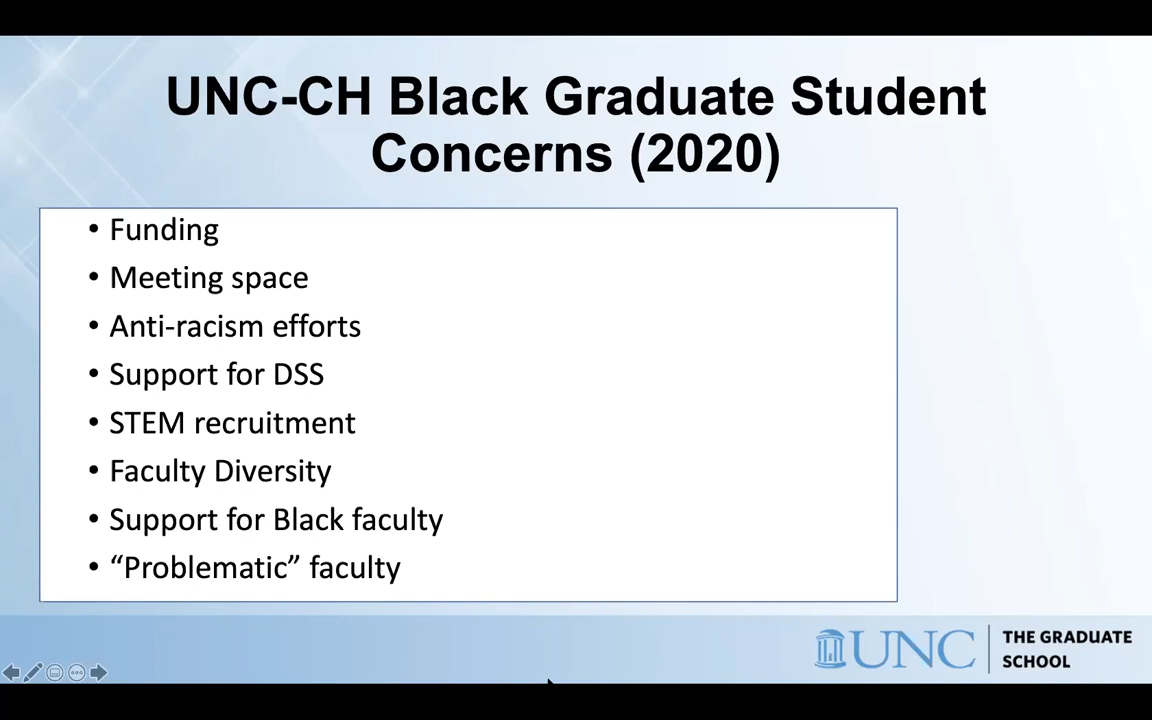 UNC-CH Black Graduate Student
Concerns (2020)
• Funding
• Meeting space
• Anti-racism efforts
• Support for DSS
• STEM recruitment
• Faculty Diversity
• Support for Black faculty
• “Problematic” faculty
UNC
THE GRADUATE
SCHOOL